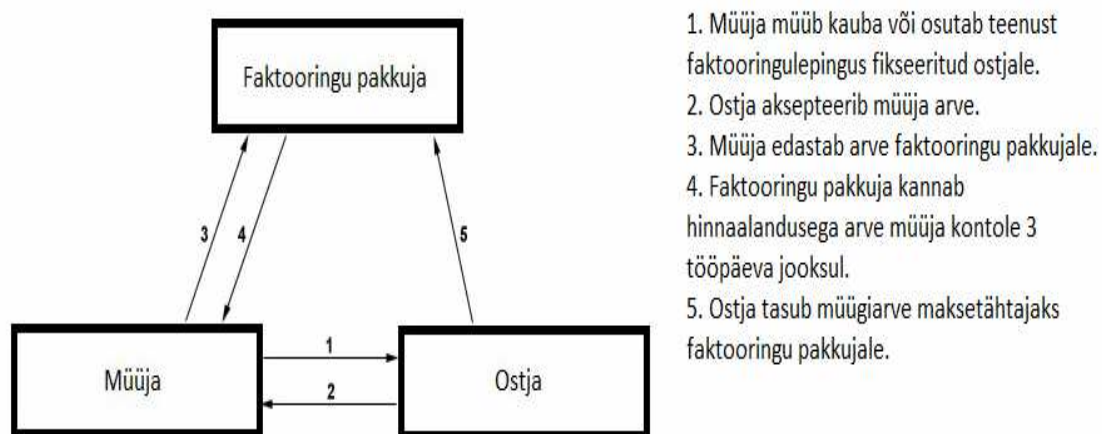 Faktooringu pakkuja
3
4
5
Müüja
1
2
Ostja
1. Müüja müüb kauba või osutab teenust
faktooringulepingus fikseeritud ostjale.
2. Ostja aksepteerib müüja arve.
3. Müüja edastab arve faktooringu pakkujale.
4. Faktooringu pakkuja kannab
hinnaalandusega arve müüja kontole 3
tööpäeva jooksul.
5. Ostja tasub müügiarve maksetähtajaks
faktooringu pakkujale.